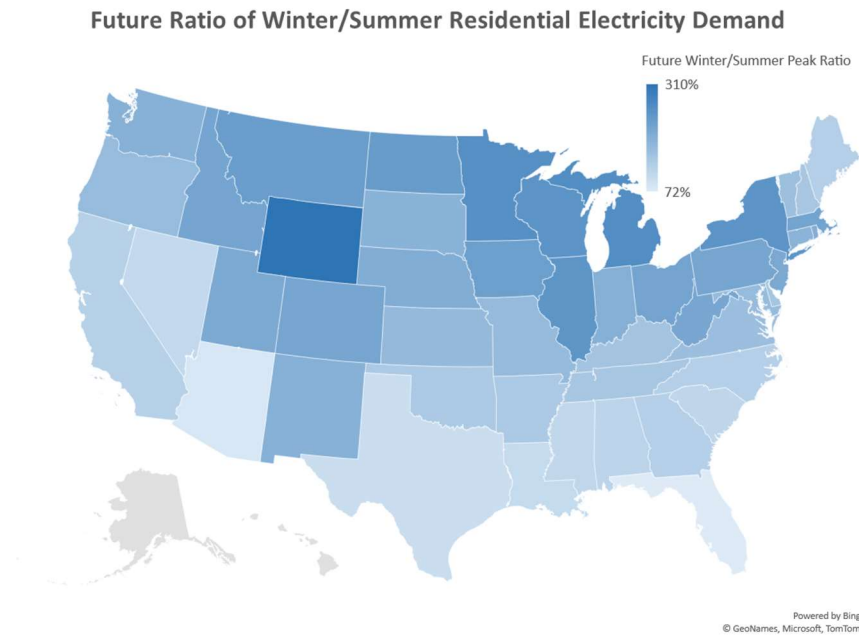 Future Ratio of Winter/Summer Residential Electricity Demand
Future Winter/Summer Peak Ratio
310%
72%
Powered by Bing
© GeoNames, Microsoft, TomTom